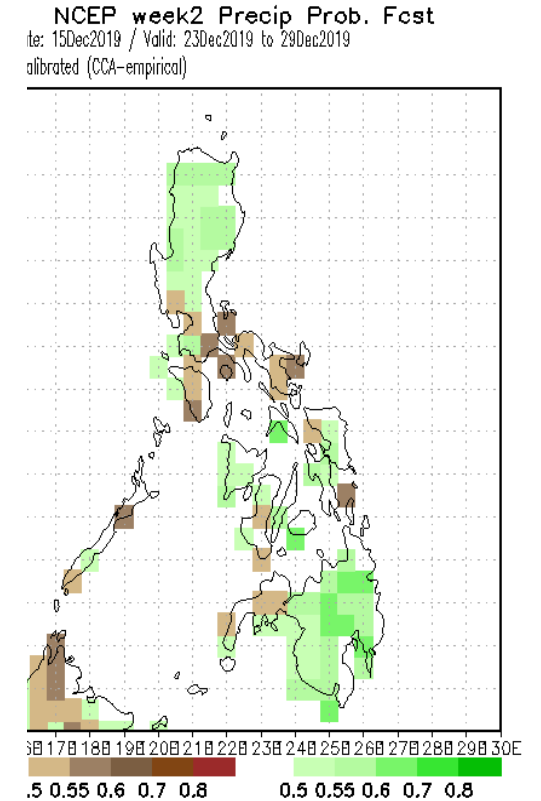 NCEP week2 Precip Prob. Fcst
te: 15Dec2019 / Valid: 23Dec2019 to 29Dec2019
alibrated (CCA-empirical)
17E 18E 19E 20E 21E 22E 23E 24E 25E 26E 27E 28E 29E 30E
.5 0.55 0.6 0.7 0.8 0.5 0.55 0.6 0.7 0.8